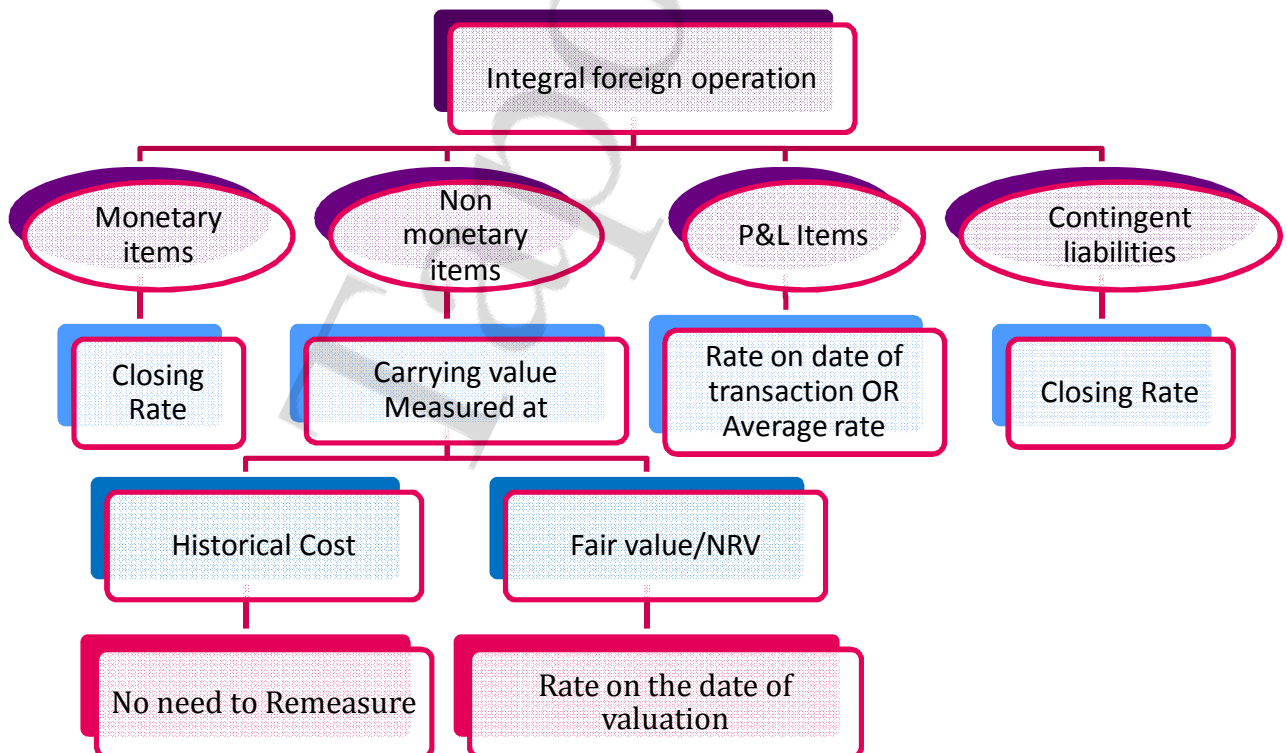 Integral foreign operation
Monetary
items
Non
monetary
items
P&L Items
Contingent
liabilities
Closing
Rate
Carrying value
Measured at
Rate on date of
transaction OR
Average rate
Closing Rate
Historical Cost
Fair value/NRV
No need to Remeasure
Rate on the date of
valuation